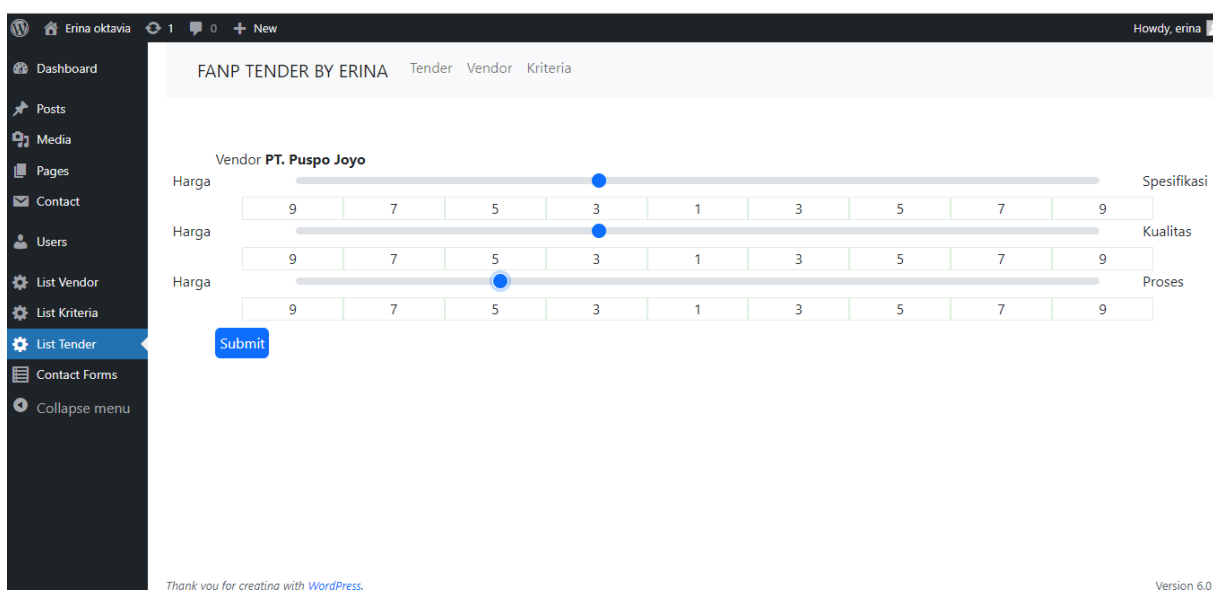 Erina oktavia 1 0 + New Howdy, erina
Dashboard
Posts
Media
Pages
Contact
Users
List Vendor
List Kriteria
List Tender
Contact Forms
Collapse menu
FANP TENDER BY ERINA Tender Vendor Kriteria
Vendor PT. Puspo Joyo
Harga Spesifikasi
9 7 5 3 1 3 5 7 9
Harga Kualitas
9 7 5 3 1 3 5 7 9
Harga Proses
9 7 5 3 1 3 5 7 9
Submit
Thank you for creating with WordPress. Version 6.0